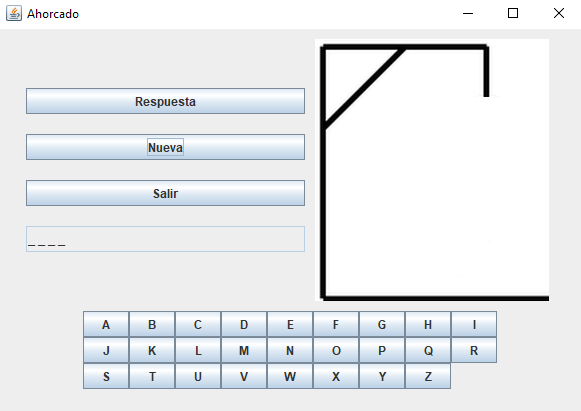 Ahorcado
Respuesta
Nueva
Salir
_ _ _ _
A B C D E F G H I
J K L M N O P Q R
S T U V W X Y Z